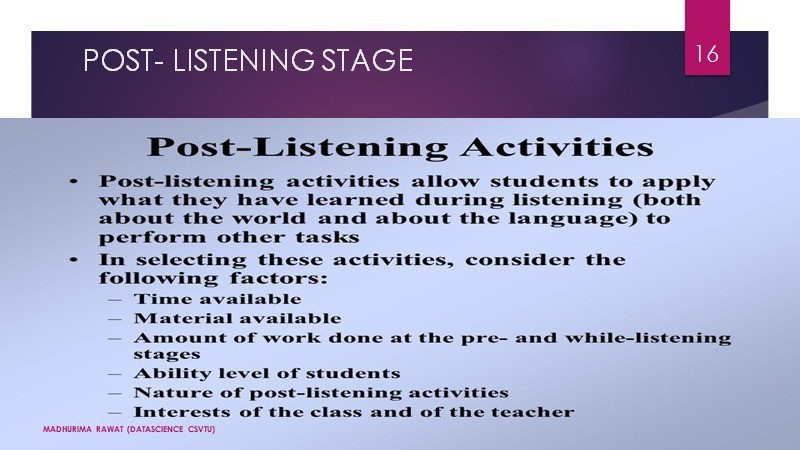 POST- LISTENING STAGE
16
Post-Listening Activities
• Post-listening activities allow students to apply
what they have learned during listening (both
about the world and about the language) to
perform other tasks
• In selecting these activities, consider the
following factors:
– Time available
– Material available
– Amount of work done at the pre- and while-listening
stages
– Ability level of students
– Nature of post-listening activities
– Interests of the class and of the teacher
MADHURIMA RAWAT (DATASCIENCE CSVTU)